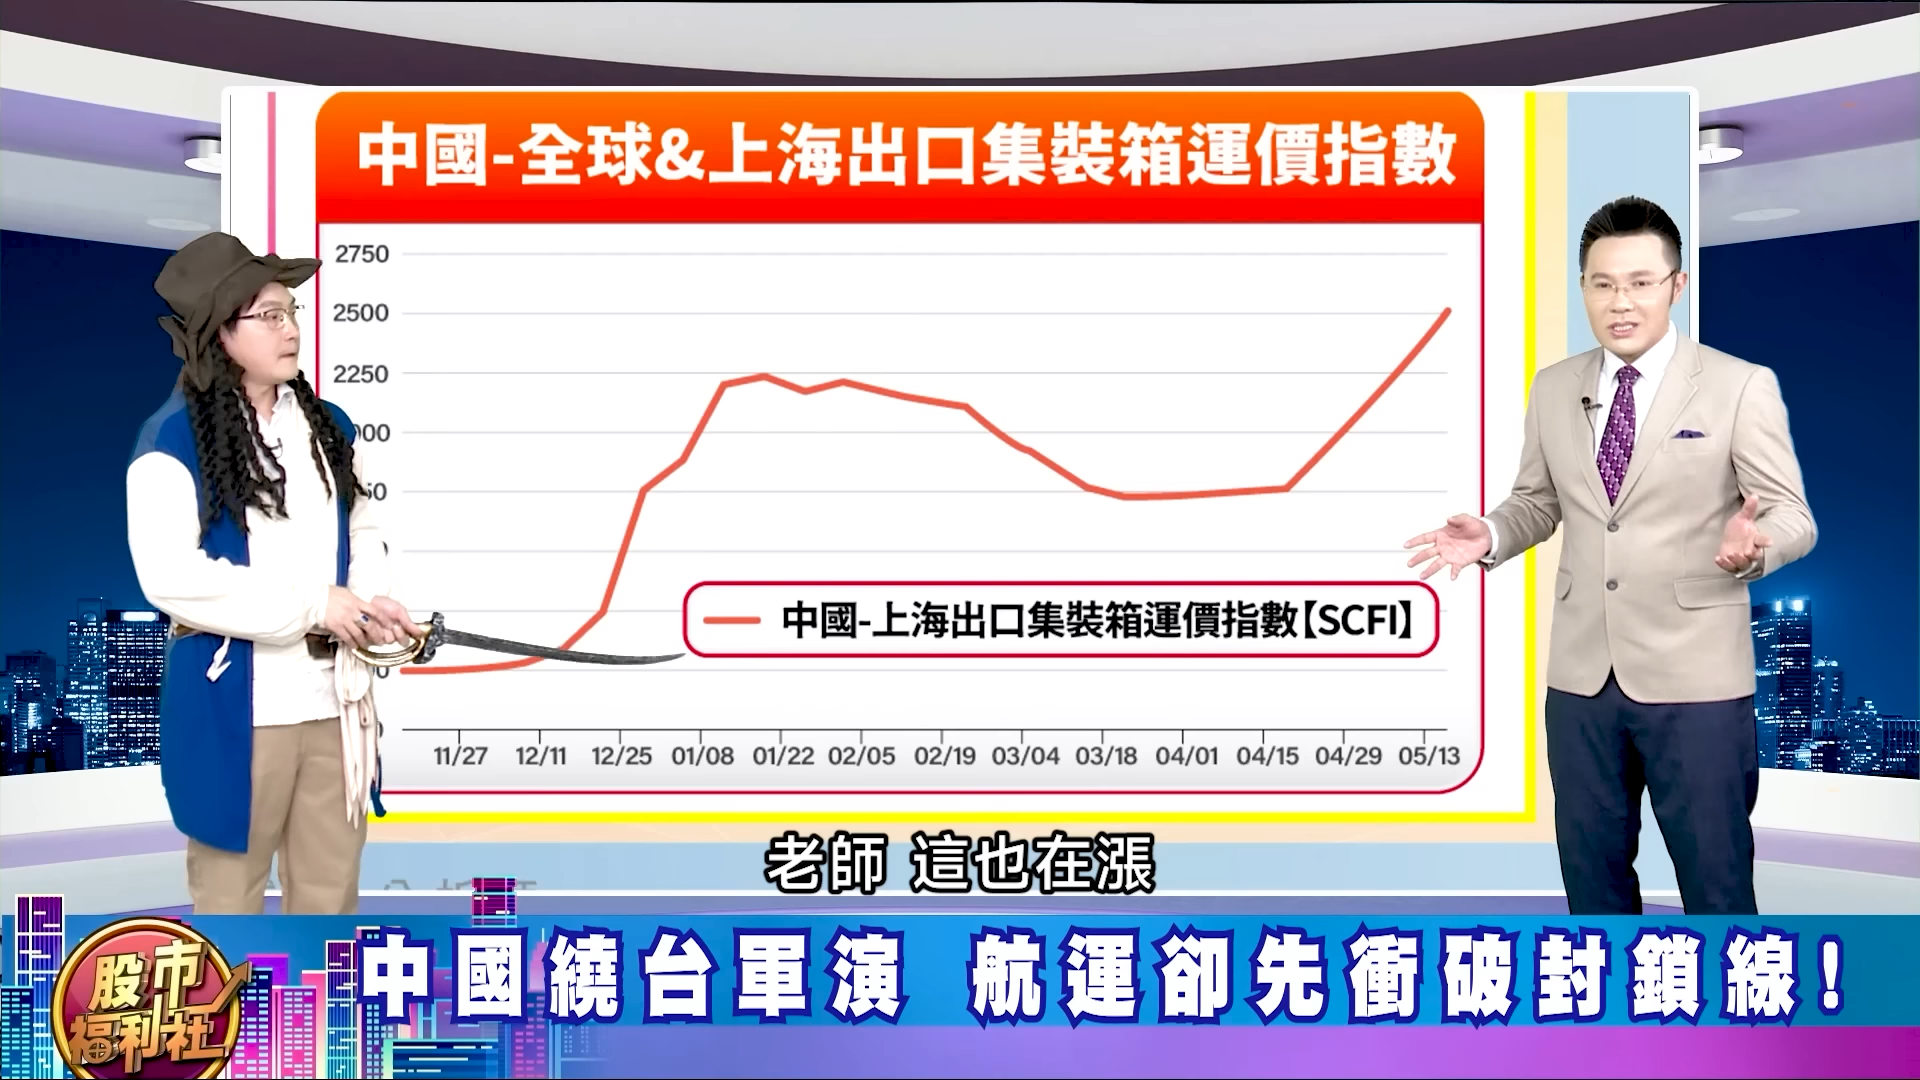 中國-全球&上海出口集裝箱運價指數
2750
2500
2250
中國-上海出口集裝箱運價指數【SCFI】
11/27 12/11 12/25 01/08 01/22 02/05 02/19 03/04 03/18 04/01 04/15 04/29 05/13
老師 這也在漲
中國繞台軍演 航運卻先衝破封鎖線!
股市
福利社